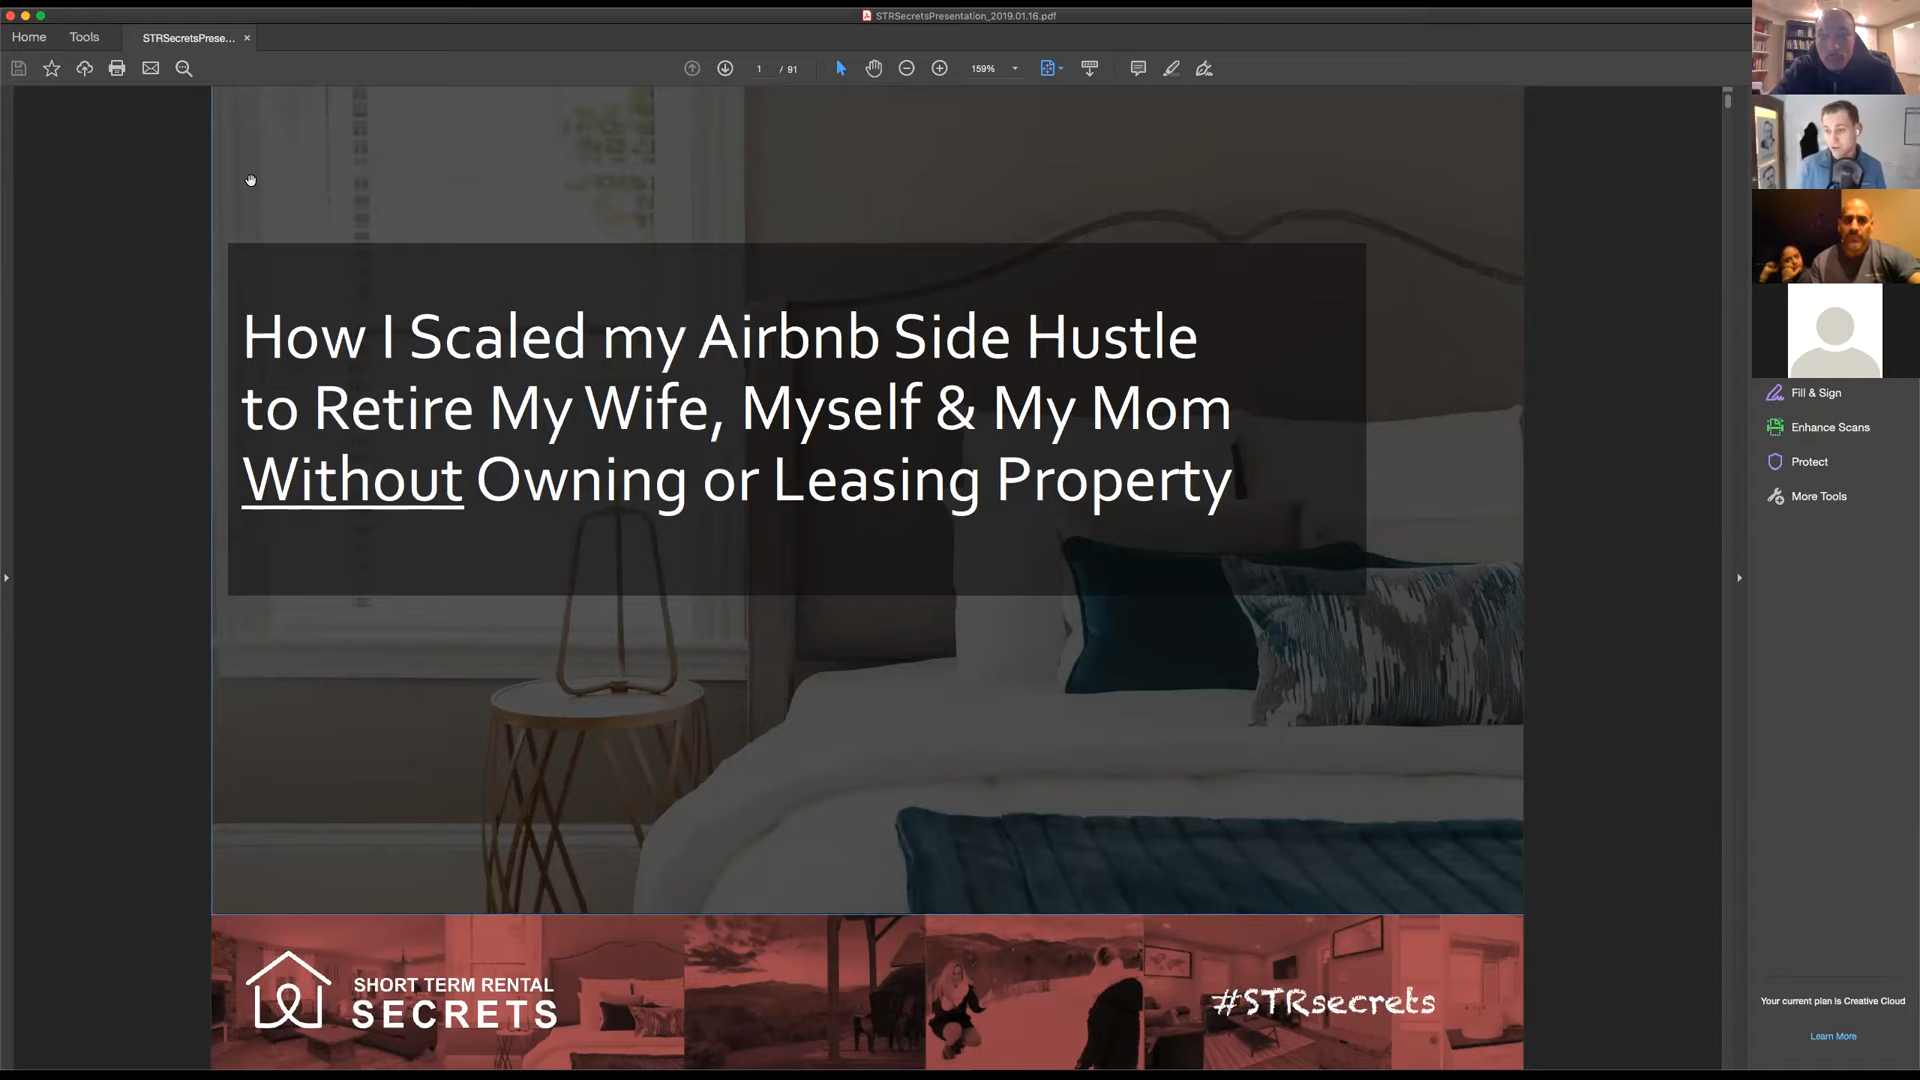 STRSecretsPresentation_2019.01.16.pdf
Home
Tools
STRSecretsPrese...
1 / 91
159%
How I Scaled my Airbnb Side Hustle
to Retire My Wife, Myself & My Mom
Without Owning or Leasing Property
Fill & Sign
Enhance Scans
Protect
More Tools
SHORT TERM RENTAL
SECRETS
#STRsecrets
Your current plan is Creative Cloud
Learn More